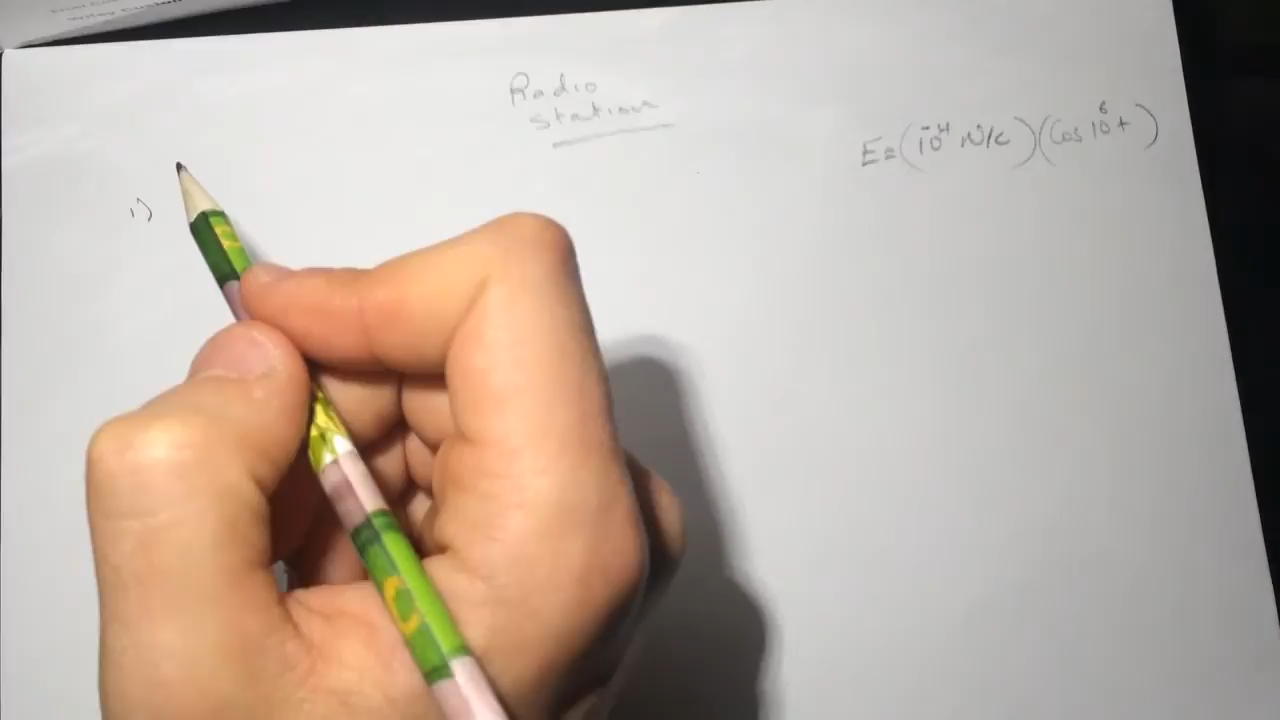 Radio
Station
E=(10⁻⁴ N/C)(Cos 10⁶t)
1)